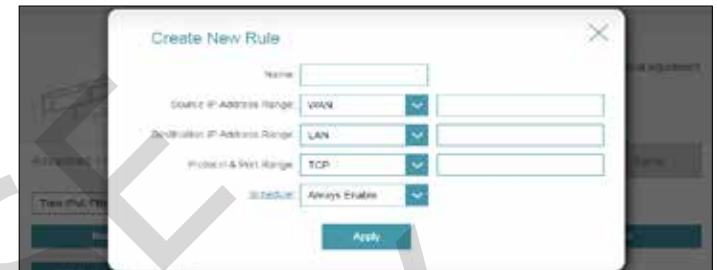 Create New Rule
Name:
Source IP Address Range: WAN
Destination IP Address Range: LAN
Protocol & Port Range: TCP
Schedule: Always Enable
Apply